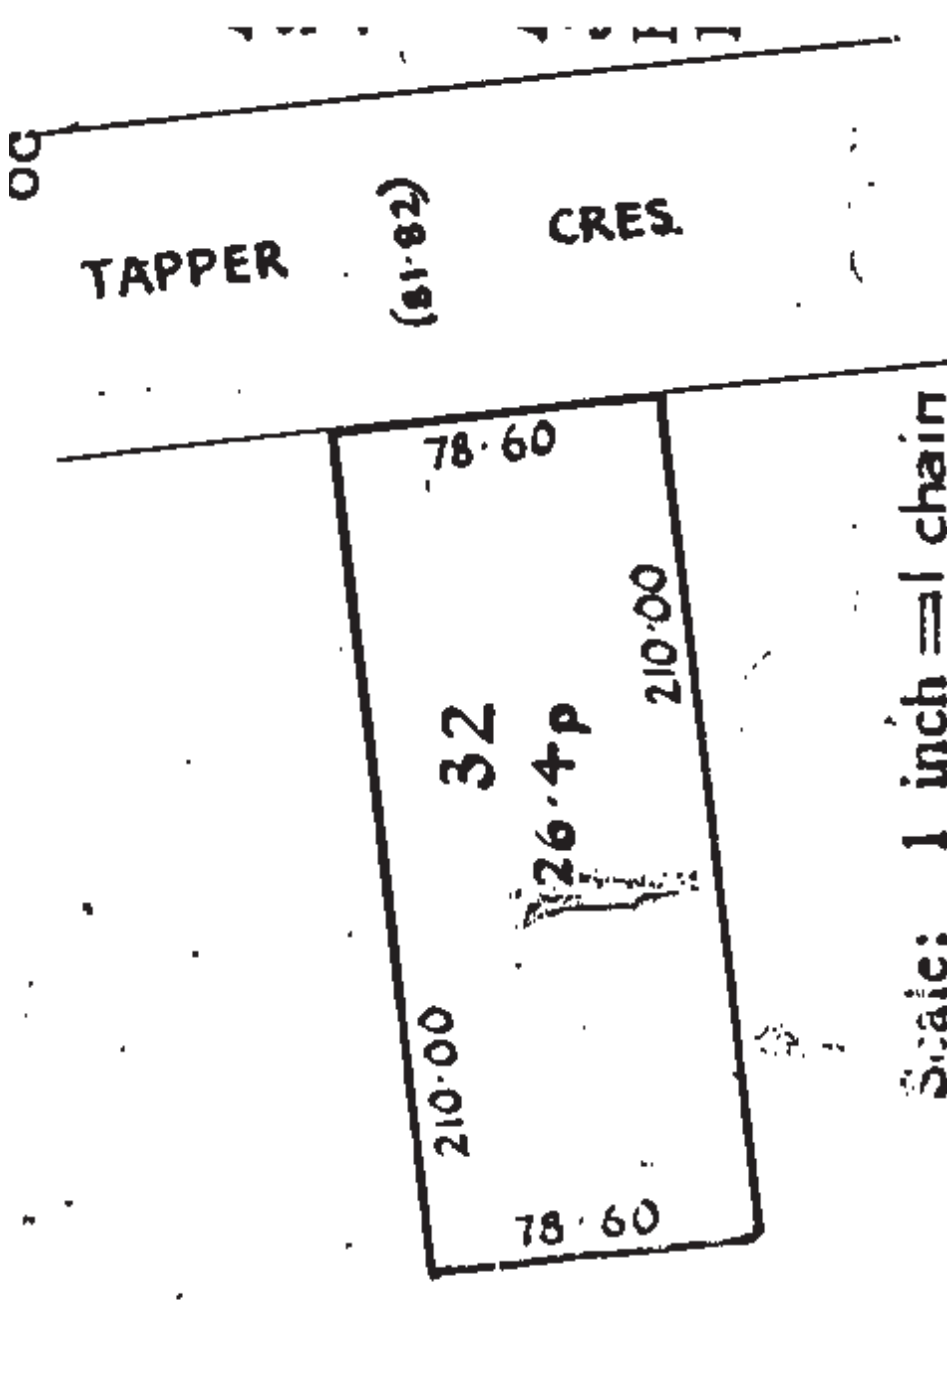 TAPPER (81·82) CRES.
78·60
210·00
32
26·4p
210·00
78·60
Scale: 1 inch = 1 chain